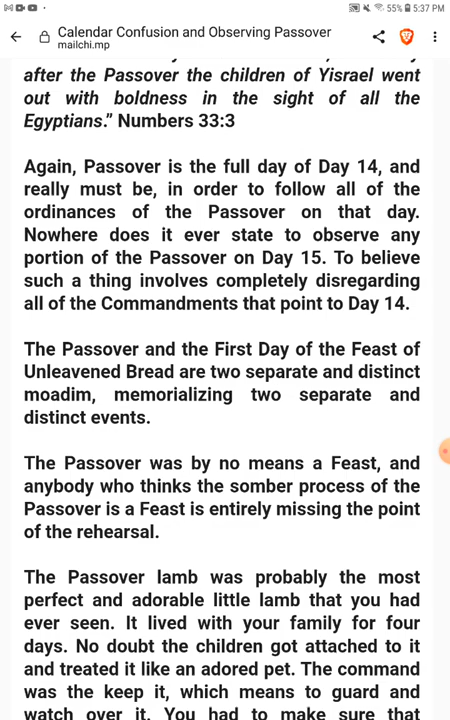 55% 5:37 PM
Calendar Confusion and Observing Passover
mailchi.mp
after the Passover the children of Yisrael went
out with boldness in the sight of all the
Egyptians." Numbers 33:3
Again, Passover is the full day of Day 14, and
really must be, in order to follow all of the
ordinances of the Passover on that day.
Nowhere does it ever state to observe any
portion of the Passover on Day 15. To believe
such a thing involves completely disregarding
all of the Commandments that point to Day 14.
The Passover and the First Day of the Feast of
Unleavened Bread are two separate and distinct
moadim, memorializing two separate and
distinct events.
The Passover was by no means a Feast, and
anybody who thinks the somber process of the
Passover is a Feast is entirely missing the point
of the rehearsal.
The Passover lamb was probably the most
perfect and adorable little lamb that you had
ever seen. It lived with your family for four
days. No doubt the children got attached to it
and treated it like an adored pet. The command
was the keep it, which means to guard and
watch over it. You had to make sure that